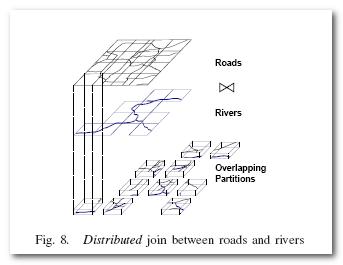 Roads
⋈
Rivers
Overlapping
Partitions
Fig. 8. Distributed join between roads and rivers